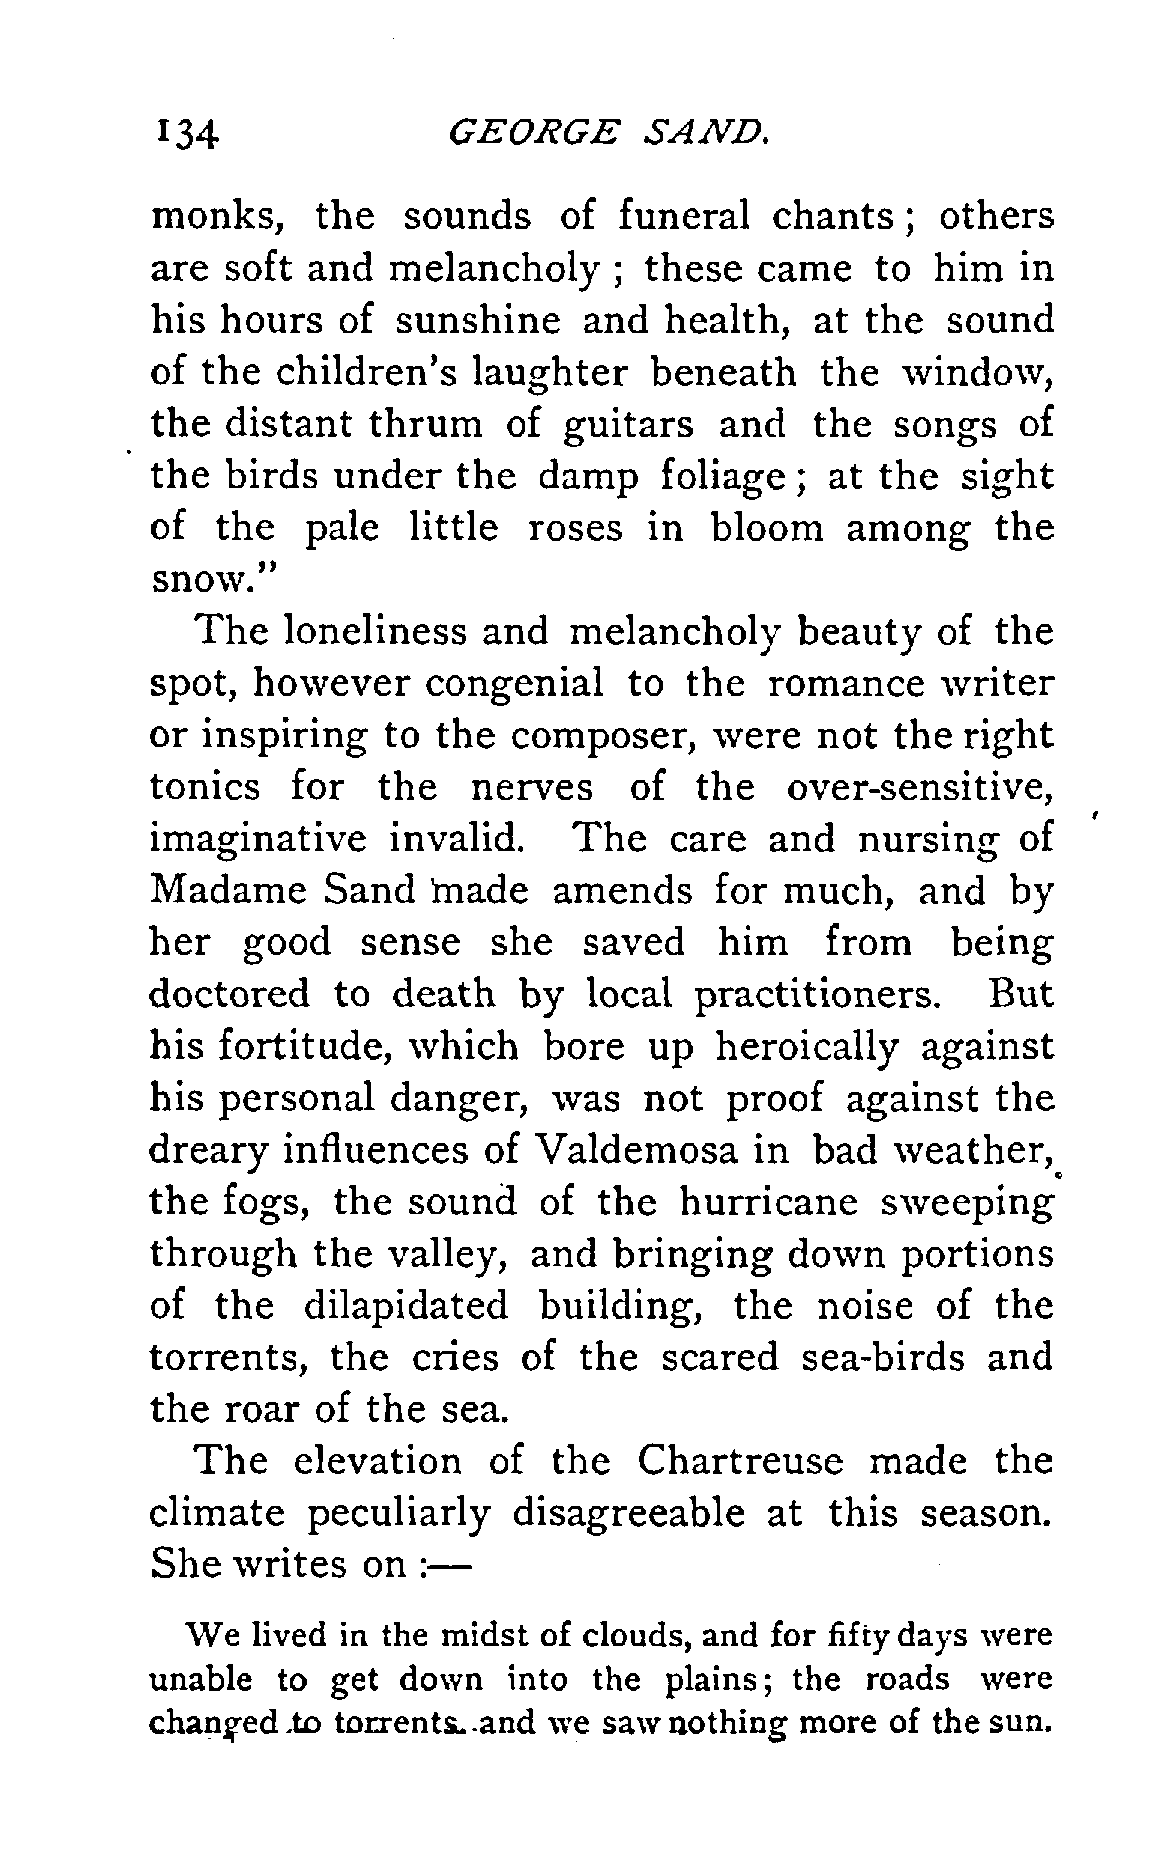 134 GEORGE SAND.
monks, the sounds of funeral chants ; others
are soft and melancholy ; these came to him in
his hours of sunshine and health, at the sound
of the children's laughter beneath the window,
the distant thrum of guitars and the songs of
the birds under the damp foliage ; at the sight
of the pale little roses in bloom among the
snow."
The loneliness and melancholy beauty of the
spot, however congenial to the romance writer
or inspiring to the composer, were not the right
tonics for the nerves of the over-sensitive,
imaginative invalid. The care and nursing of
Madame Sand made amends for much, and by
her good sense she saved him from being
doctored to death by local practitioners. But
his fortitude, which bore up heroically against
his personal danger, was not proof against the
dreary influences of Valdemosa in bad weather,
the fogs, the sound of the hurricane sweeping
through the valley, and bringing down portions
of the dilapidated building, the noise of the
torrents, the cries of the scared sea-birds and
the roar of the sea.
The elevation of the Chartreuse made the
climate peculiarly disagreeable at this season.
She writes on :—
We lived in the midst of clouds, and for fifty days were
unable to get down into the plains; the roads were
changed to torrents, and we saw nothing more of the sun.